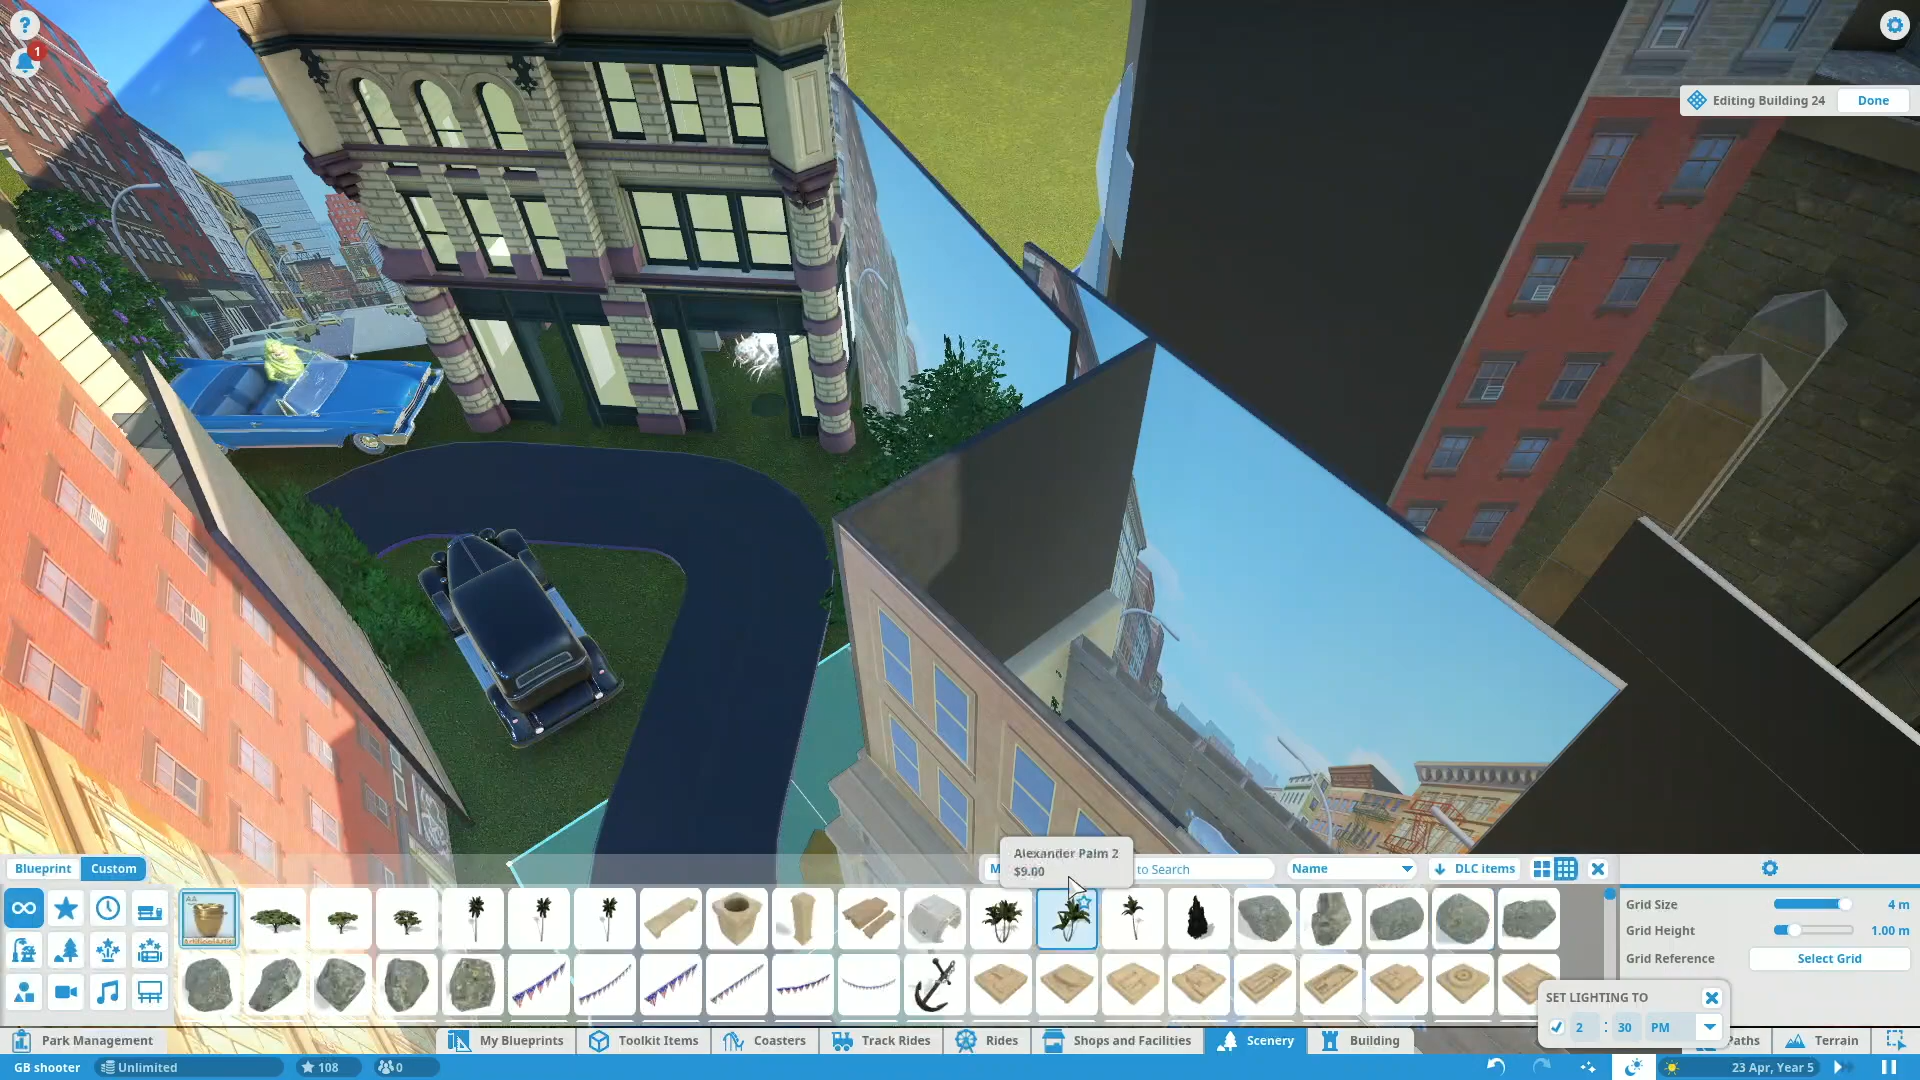 ?
1
Editing Building 24
Done
Blueprint
Custom
Alexander Palm 2
$9.00
M
to Search
Name
DLC items
Grid Size
4 m
Grid Height
1.00 m
Grid Reference
Select Grid
SET LIGHTING TO
2 : 30 PM
Park Management
My Blueprints
Toolkit Items
Coasters
Track Rides
Rides
Shops and Facilities
Scenery
Building
Paths
Terrain
GB shooter
Unlimited
108
0
23 Apr, Year 5